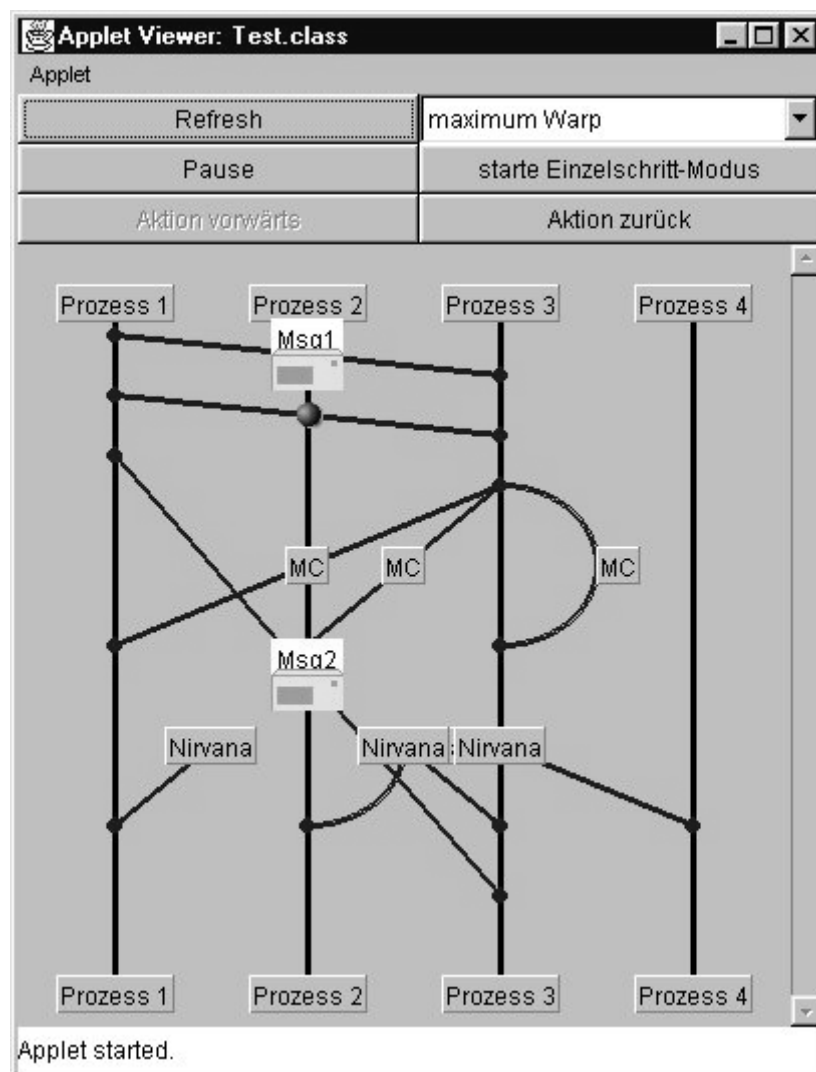 Applet Viewer: Test.class
Applet
Refresh maximum Warp
Pause starte Einzelschritt-Modus
Aktion vorwärts Aktion zurück
Prozess 1 Prozess 2 Prozess 3 Prozess 4
Msg1
MC MC MC
Msg2
Nirvana Nirvana Nirvana
Prozess 1 Prozess 2 Prozess 3 Prozess 4
Applet started.